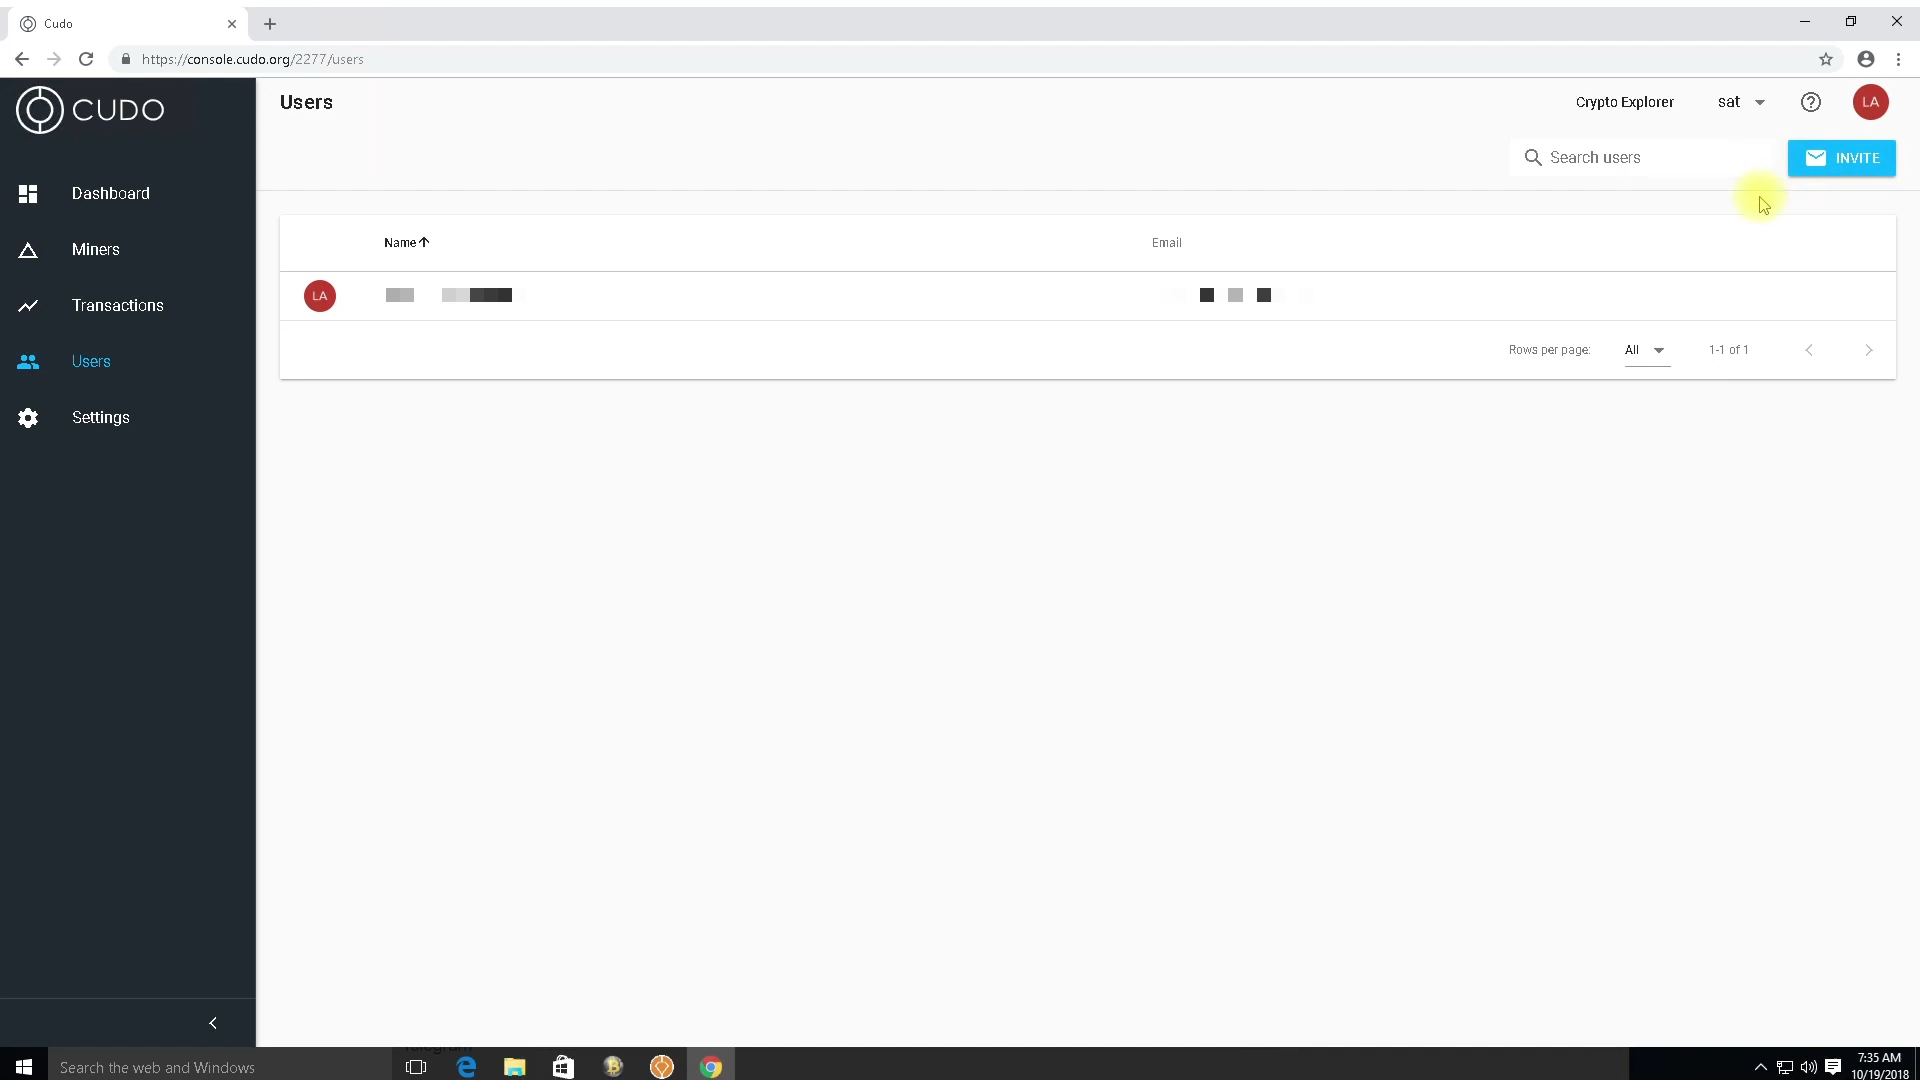 Cudo
https://console.cudo.org/2277/users
CUDO
Users
Crypto Explorer
sat
LA
Search users
INVITE
Dashboard
Miners
Transactions
Users
Settings
Name
Email
LA
Rows per page:
All
1-1 of 1
Search the web and Windows
7:35 AM
10/19/2018